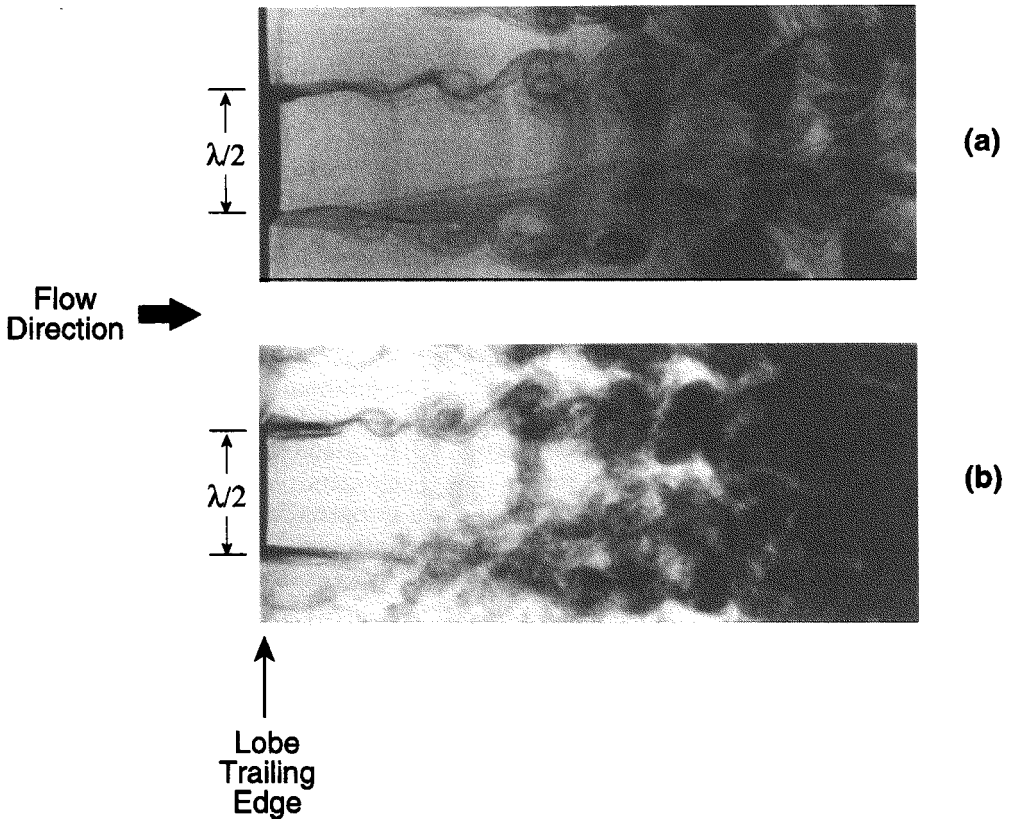 λ/2
(a)
Flow
Direction
λ/2
(b)
Lobe
Trailing
Edge